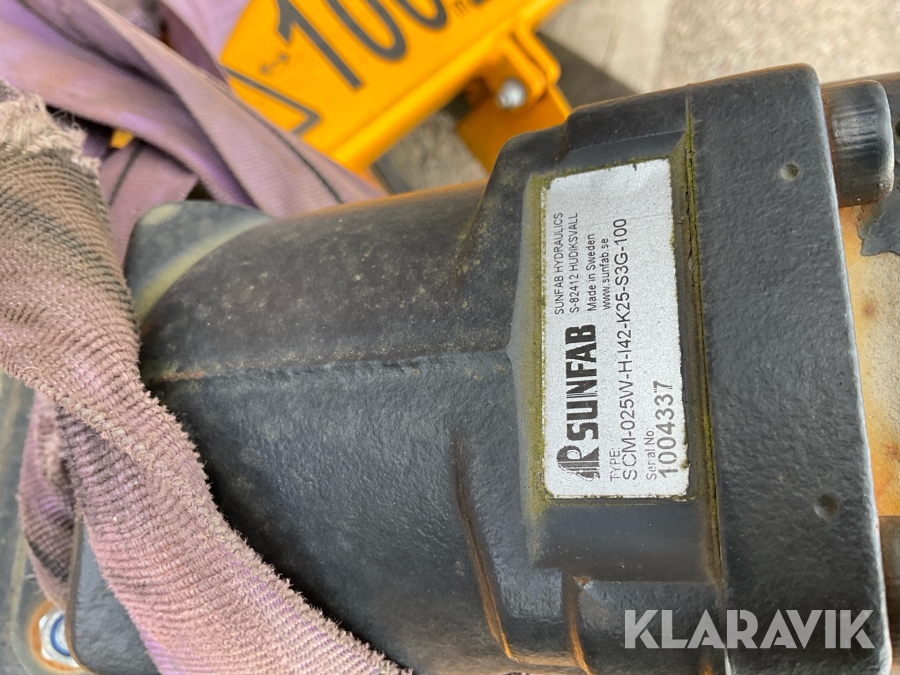 100
SUNFAB
SUNFAB HYDRAULICS
S-82412 HUDIKSVALL
Made in Sweden
www.sunfab.se
TYPE:
SCM-025W-H-I42-K25-S3G-100
Serial No
1004337
KLARAVIK